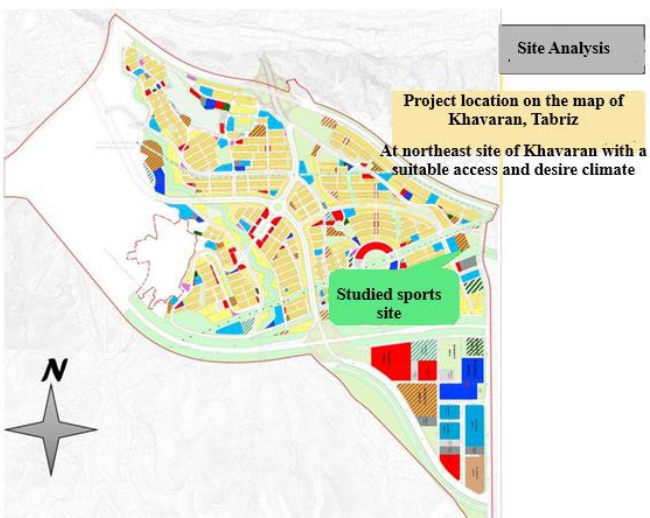 Site Analysis
Project location on the map of
Khavaran, Tabriz
At northeast site of Khavaran with a
suitable access and desire climate
Studied sports
site
N